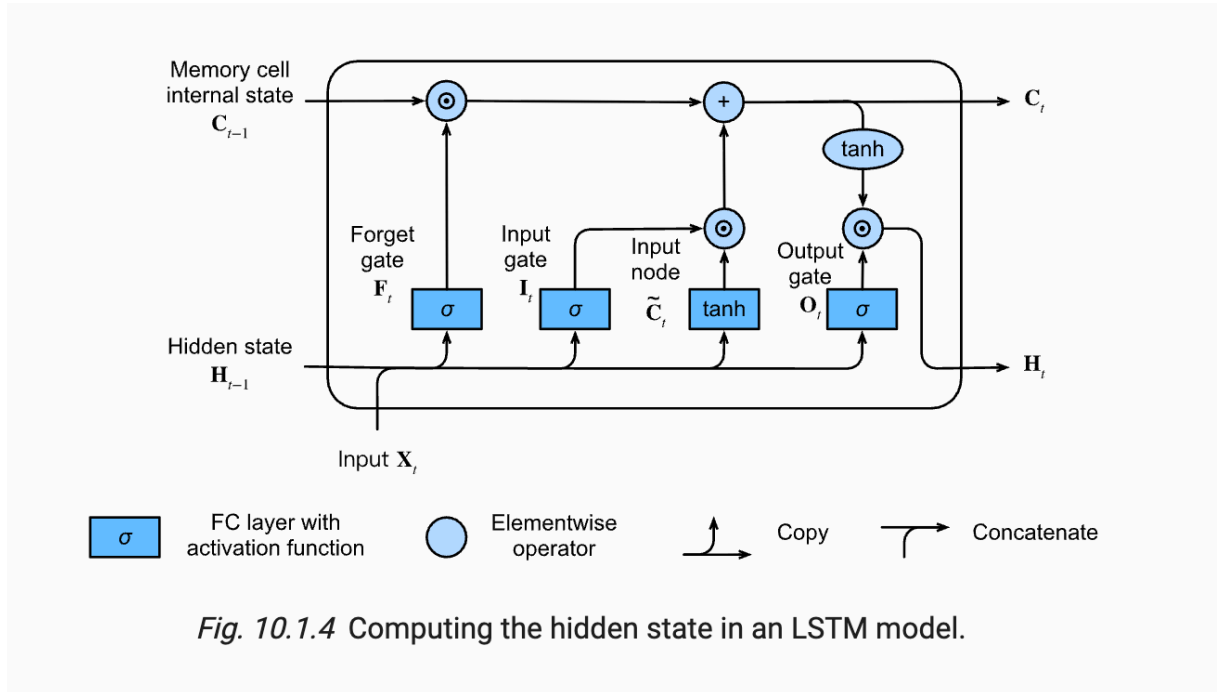 Memory cell
internal state
C_{t−1}
⊙
+
C_t
tanh
⊙
⊙
Forget
gate
F_t
Input
gate
I_t
Input
node
C̃_t
Output
gate
O_t
σ
σ
tanh
σ
Hidden state
H_{t−1}
H_t
Input X_t
σ
FC layer with
activation function
Elementwise
operator
Copy
Concatenate
Fig. 10.1.4 Computing the hidden state in an LSTM model.